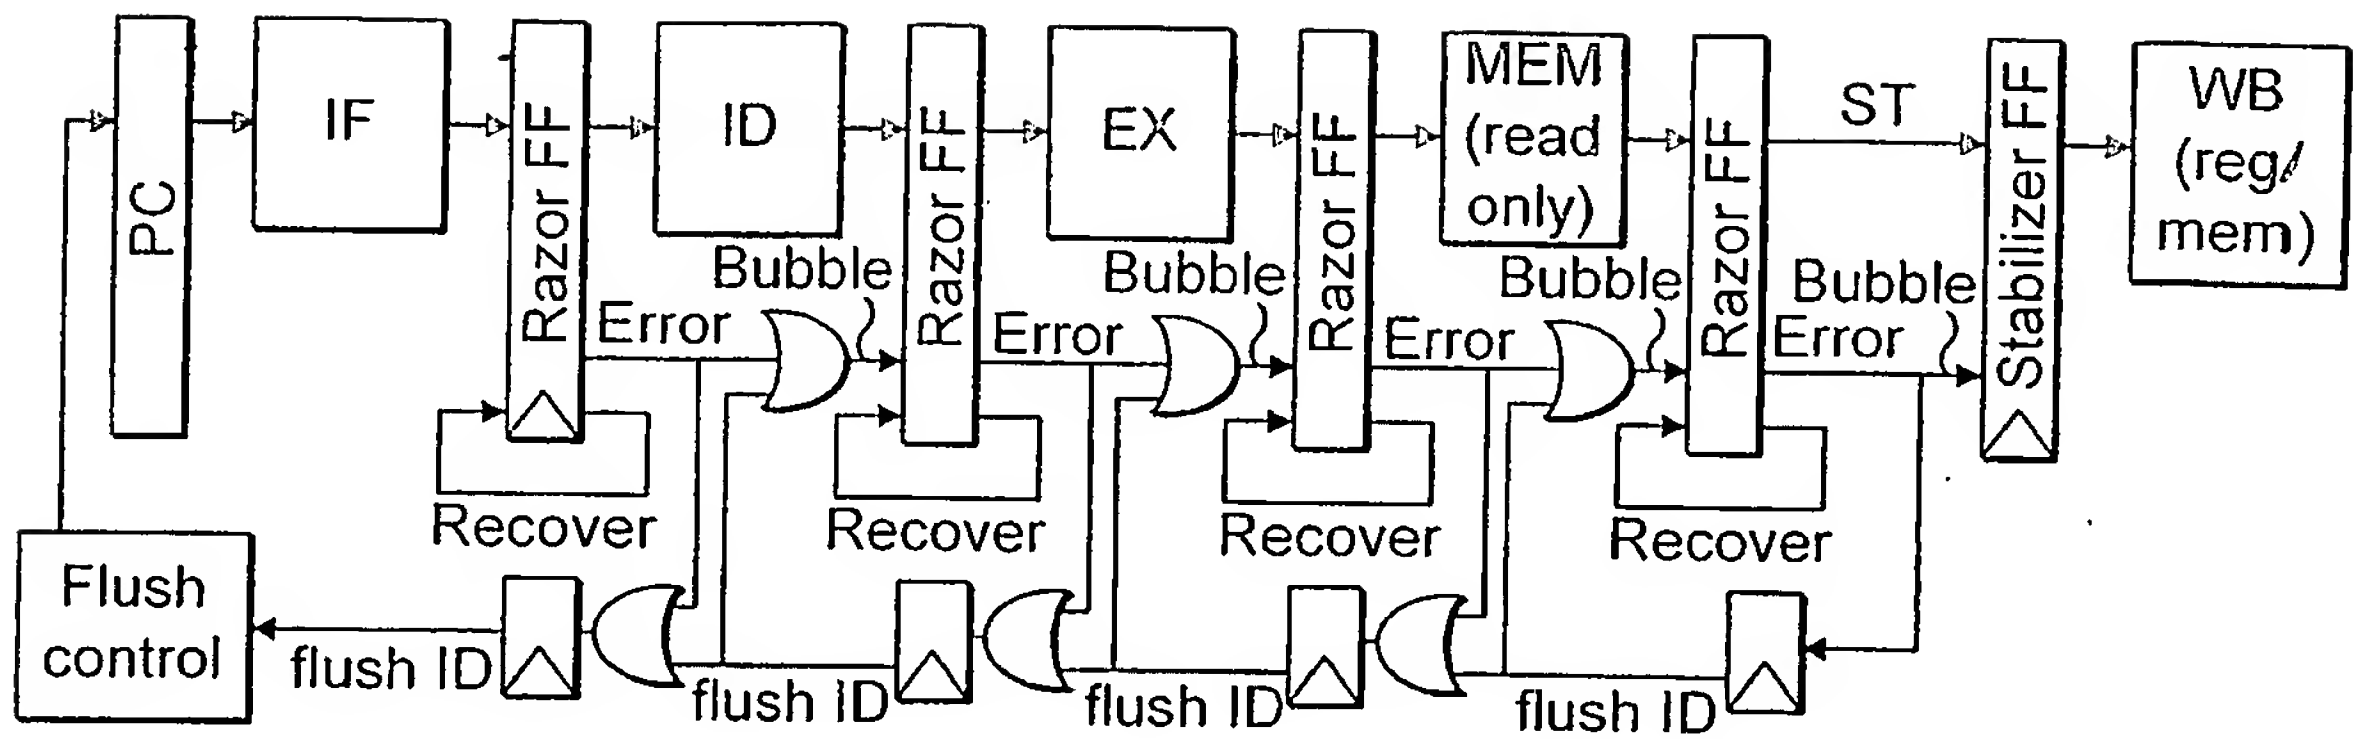 PC
IF
Razor FF
ID
Razor FF
EX
Razor FF
MEM
(read
only)
Razor FF
ST
Stabilizer FF
WB
(reg/
mem)
Error
Bubble
Error
Bubble
Error
Bubble
Bubble
Error
Recover
Recover
Recover
Recover
Flush
control
flush ID
flush ID
flush ID
flush ID